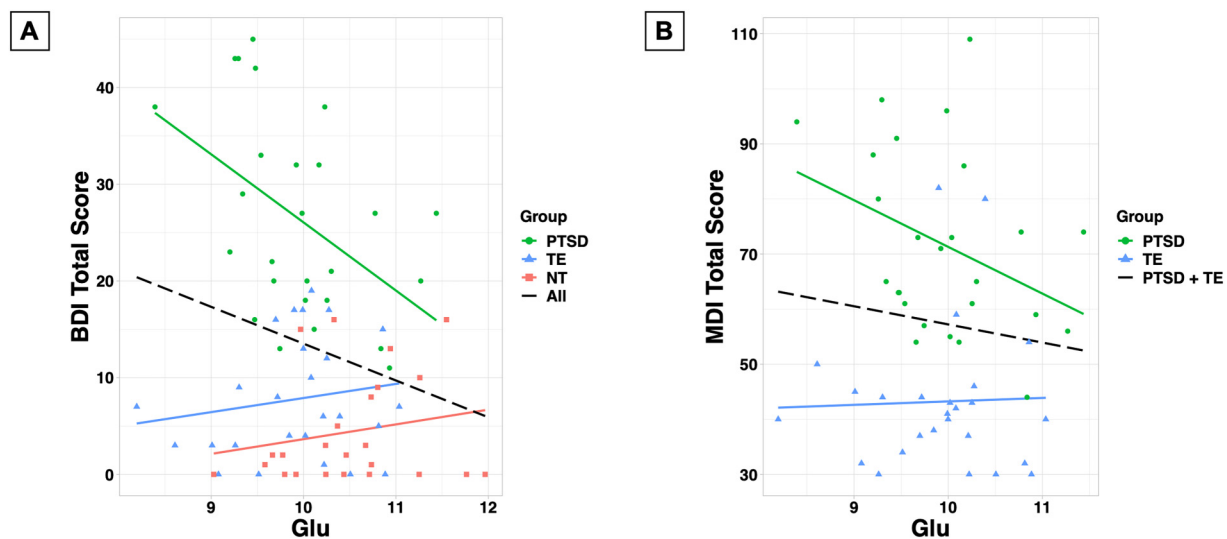 A
BDI Total Score
40
30
20
10
0
9
10
11
12
Glu
Group
PTSD
TE
NT
All
B
MDI Total Score
110
90
70
50
30
9
10
11
Glu
Group
PTSD
TE
PTSD + TE